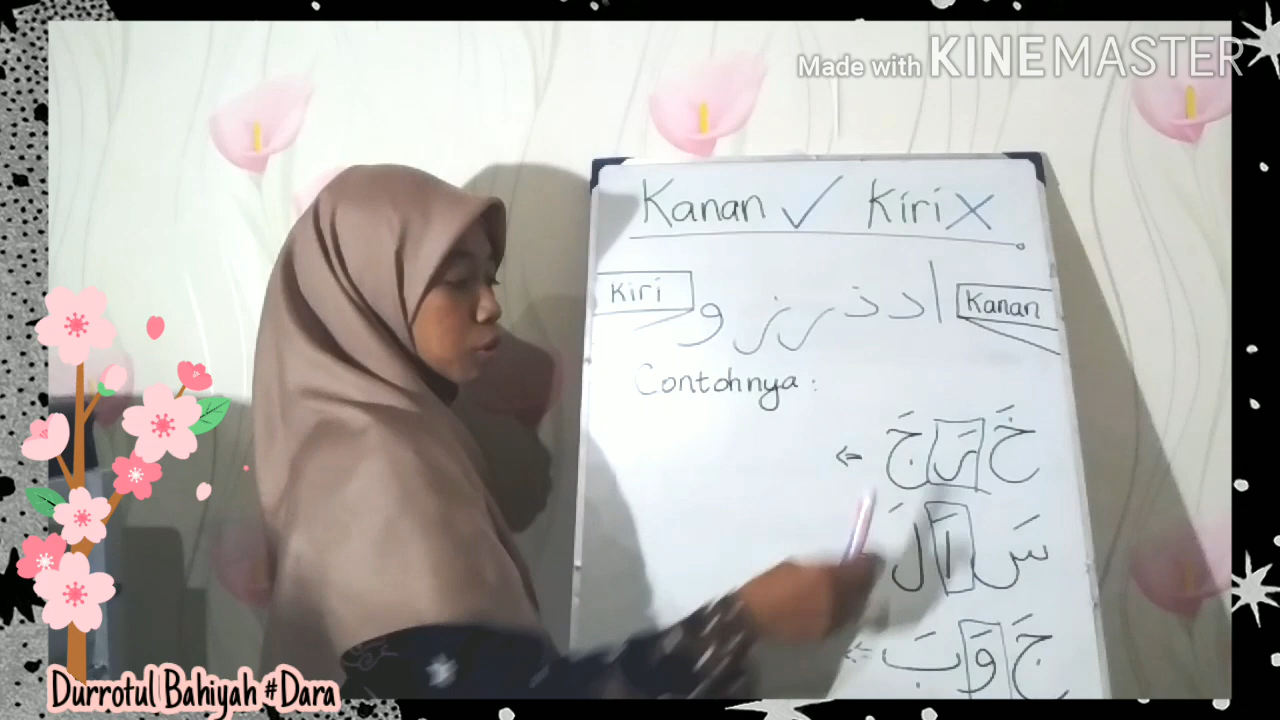 Made with KINEMASTER
Kanan ✓ Kiri X
Kiri
ا د ذ ر ز و
Kanan
Contohnya :
خَ رَ جَ ⇐
سَ اَ لَ
جَ وَ بَ ⇐
Durrotul Bahiyah #Dara